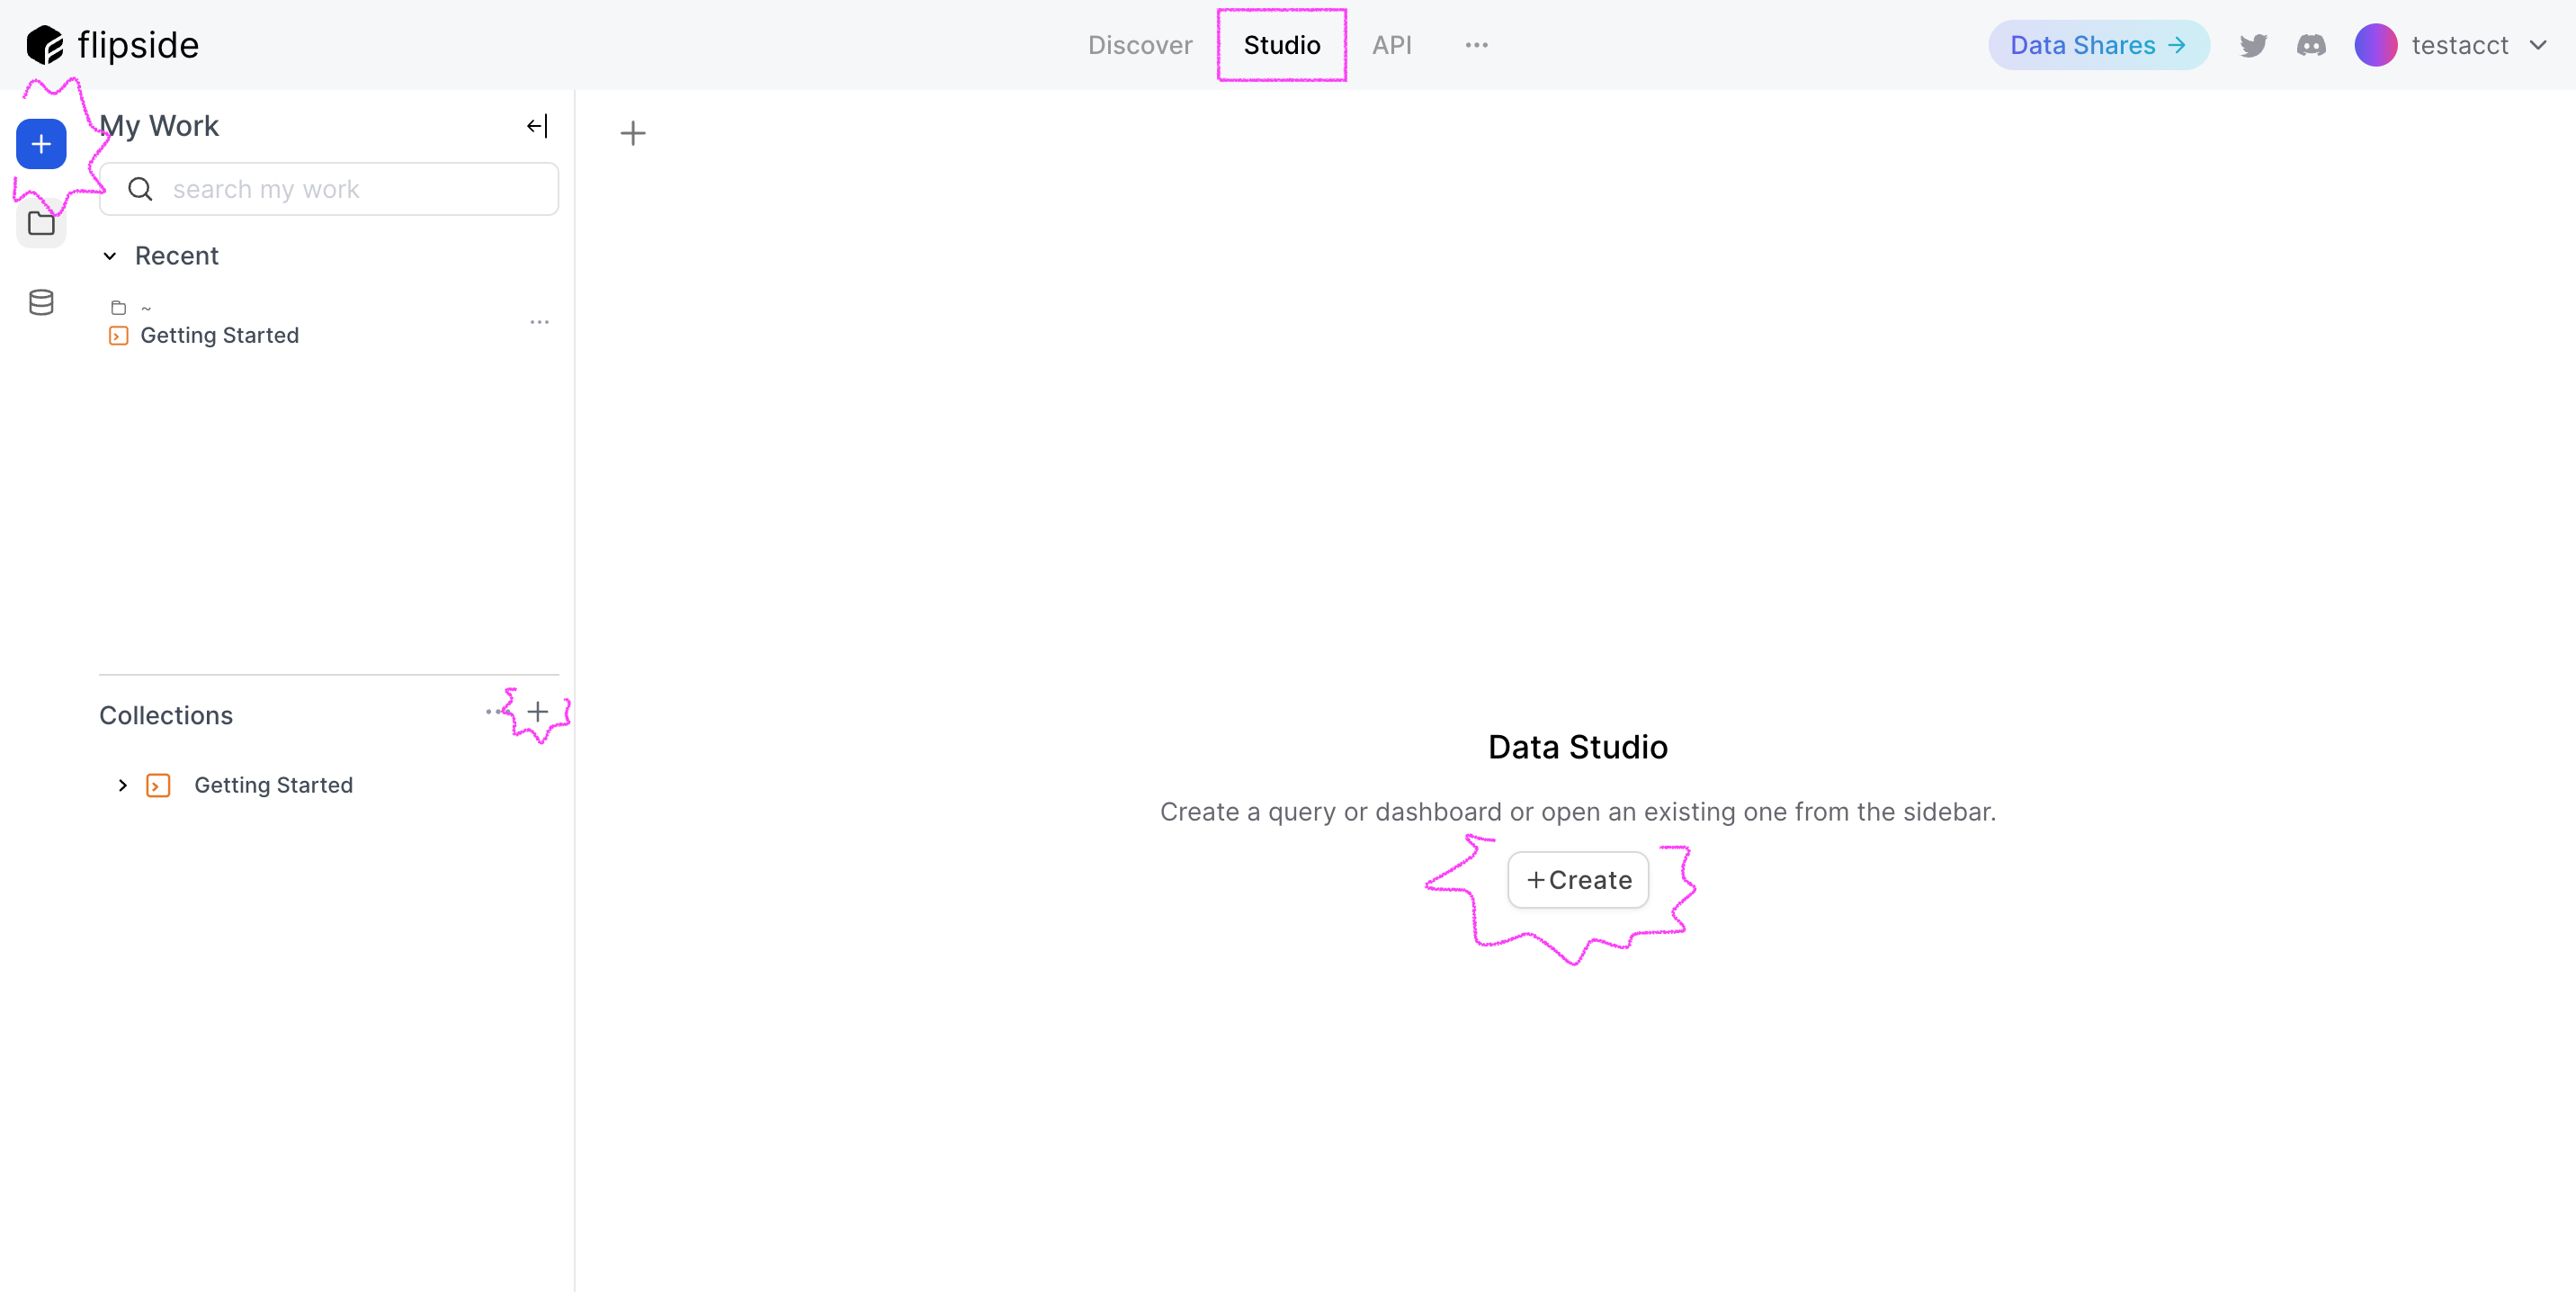 flipside
Discover Studio API ...
Data Shares → testacct
My Work
search my work
Recent
~
Getting Started
Collections
Getting Started
Data Studio
Create a query or dashboard or open an existing one from the sidebar.
+Create